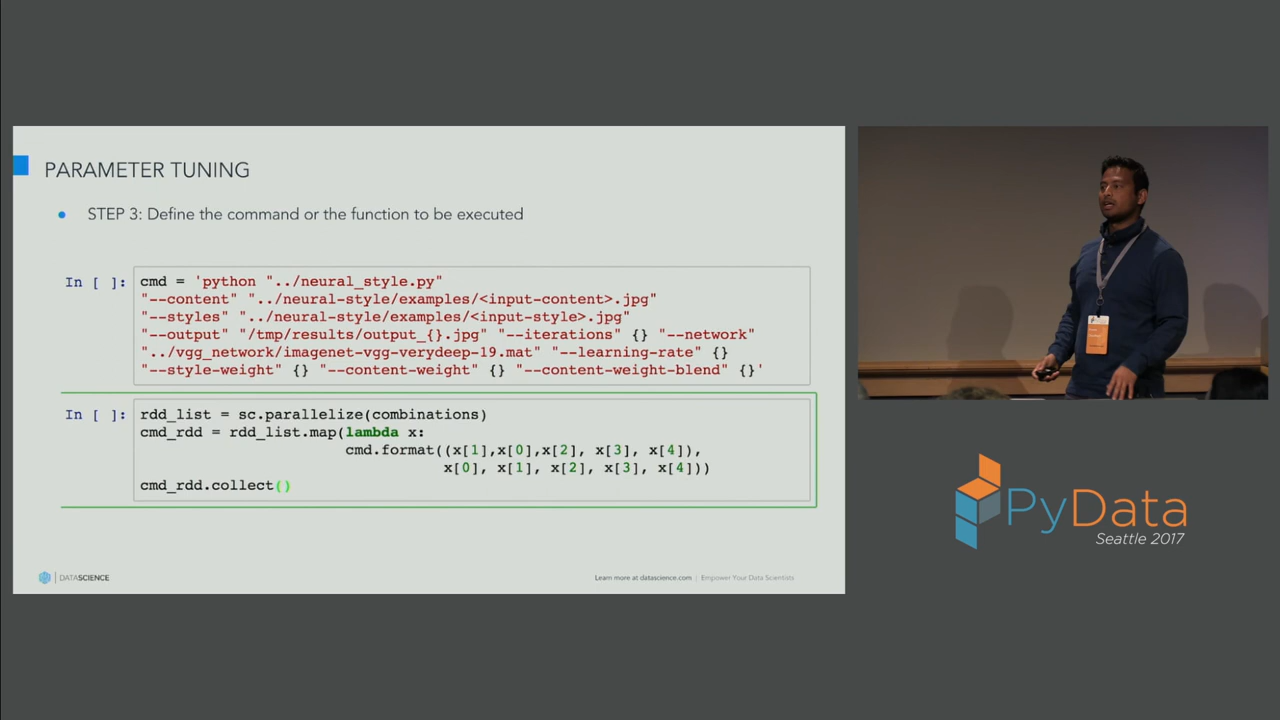 PARAMETER TUNING
STEP 3: Define the command or the function to be executed
In [ ]: cmd = 'python "../neural_style.py"
"--content" "../neural-style/examples/<input-content>.jpg"
"--styles" "../neural-style/examples/<input-style>.jpg"
"--output" "/tmp/results/output_{}.jpg" "--iterations" {} "--network"
"../vgg_network/imagenet-vgg-verydeep-19.mat" "--learning-rate" {}
"--style-weight" {} "--content-weight" {} "--content-weight-blend" {}'
In [ ]: rdd_list = sc.parallelize(combinations)
cmd_rdd = rdd_list.map(lambda x:
cmd.format((x[1],x[0],x[2], x[3], x[4]),
x[0], x[1], x[2], x[3], x[4]))
cmd_rdd.collect()
DATASCIENCE
Learn more at datascience.com | Empower Your Data Scientists
PyData
Seattle 2017